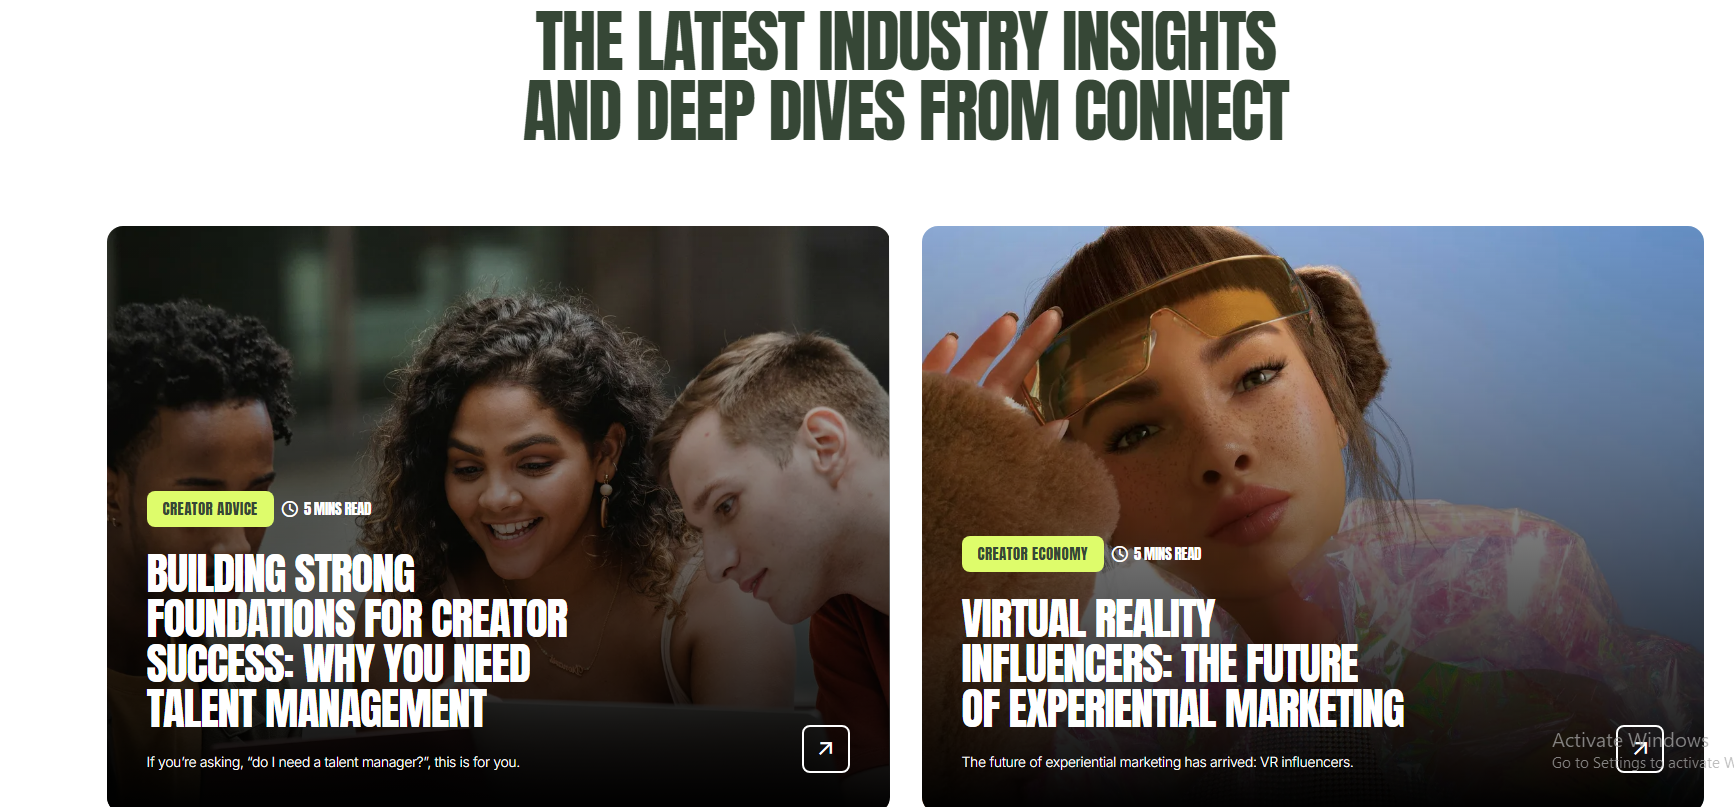 THE LATEST INDUSTRY INSIGHTS
AND DEEP DIVES FROM CONNECT
CREATOR ADVICE
5 MINS READ
BUILDING STRONG
FOUNDATIONS FOR CREATOR
SUCCESS: WHY YOU NEED
TALENT MANAGEMENT
If you’re asking, “do I need a talent manager?”, this is for you.
CREATOR ECONOMY
5 MINS READ
VIRTUAL REALITY
INFLUENCERS: THE FUTURE
OF EXPERIENTIAL MARKETING
The future of experiential marketing has arrived: VR influencers.
Activate Windows
Go to Settings to activate W